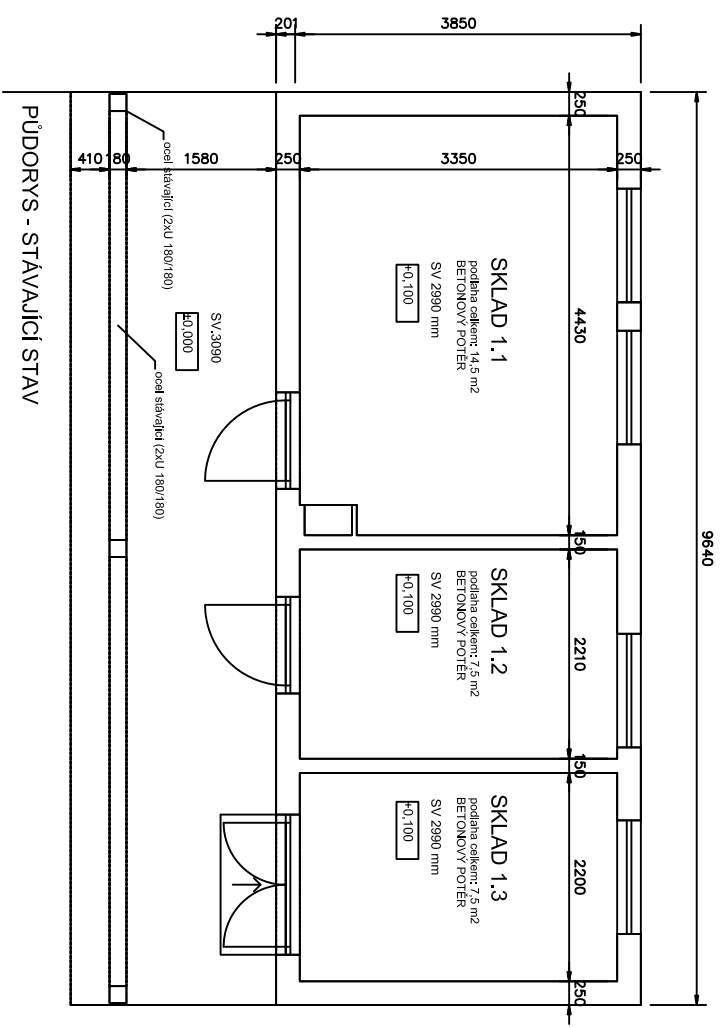 201
3850
250
410
180
1580
250
3350
250
ocel stávající (2xU 180/180)
ocel stávající (2xU 180/180)
PŮDORYS - STÁVAJÍCÍ STAV
SV.3090
±0,000
SKLAD 1.1
podlaha celkem: 14,5 m2
BETONOVÝ POTĚR
SV 2990 mm
+0,100
4430
9640
150
SKLAD 1.2
podlaha celkem: 7,5 m2
BETONOVÝ POTĚR
SV 2990 mm
+0,100
2210
150
SKLAD 1.3
podlaha celkem: 7,5 m2
BETONOVÝ POTĚR
SV 2990 mm
+0,100
2200
250